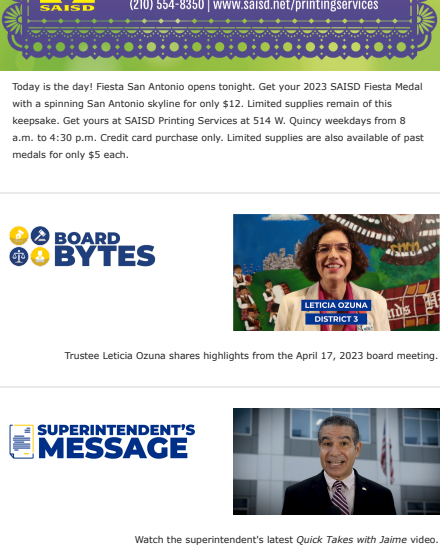 SAISD
(210) 554-8350 | www.saisd.net/printingservices
Today is the day! Fiesta San Antonio opens tonight. Get your 2023 SAISD Fiesta Medal
with a spinning San Antonio skyline for only $12. Limited supplies remain of this
keepsake. Get yours at SAISD Printing Services at 514 W. Quincy weekdays from 8
a.m. to 4:30 p.m. Credit card purchase only. Limited supplies are also available of past
medals for only $5 each.
BOARD
BYTES
LETICIA OZUNA
DISTRICT 3
Trustee Leticia Ozuna shares highlights from the April 17, 2023 board meeting.
SUPERINTENDENT'S
MESSAGE
Watch the superintendent's latest Quick Takes with Jaime video.